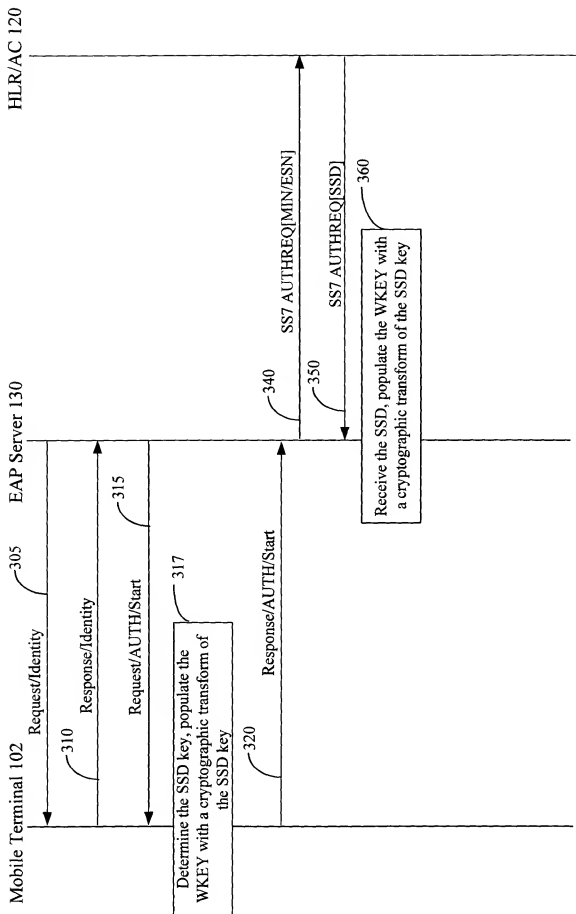 Mobile Terminal 102
EAP Server 130
HLR/AC 120
305
Request/Identity
310
Response/Identity
315
Request/AUTH/Start
317
Determine the SSD key, populate the
WKEY with a cryptographic transform of
the SSD key
320
Response/AUTH/Start
340
SS7 AUTHREQ[MIN/ESN]
350
SS7 AUTHREQ[SSD]
360
Receive the SSD, populate the WKEY with
a cryptographic transform of the SSD key